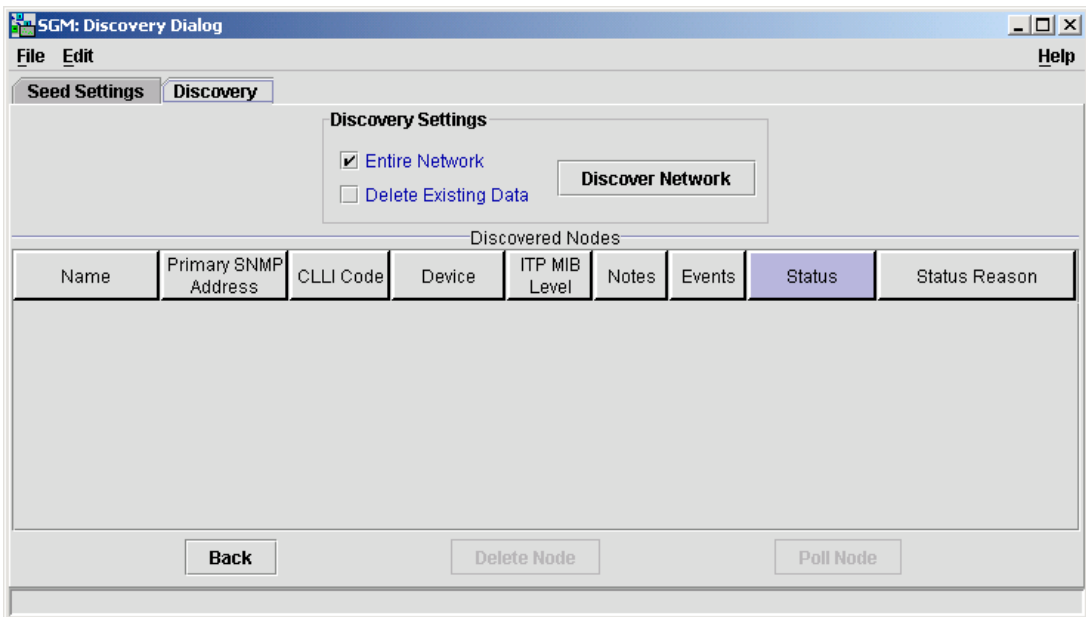 SGM: Discovery Dialog
File Edit Help
Seed Settings Discovery
Discovery Settings
Entire Network
Discover Network
Delete Existing Data
Discovered Nodes
Name Primary SNMP Address CLLI Code Device ITP MIB Level Notes Events Status Status Reason
Back Delete Node Poll Node